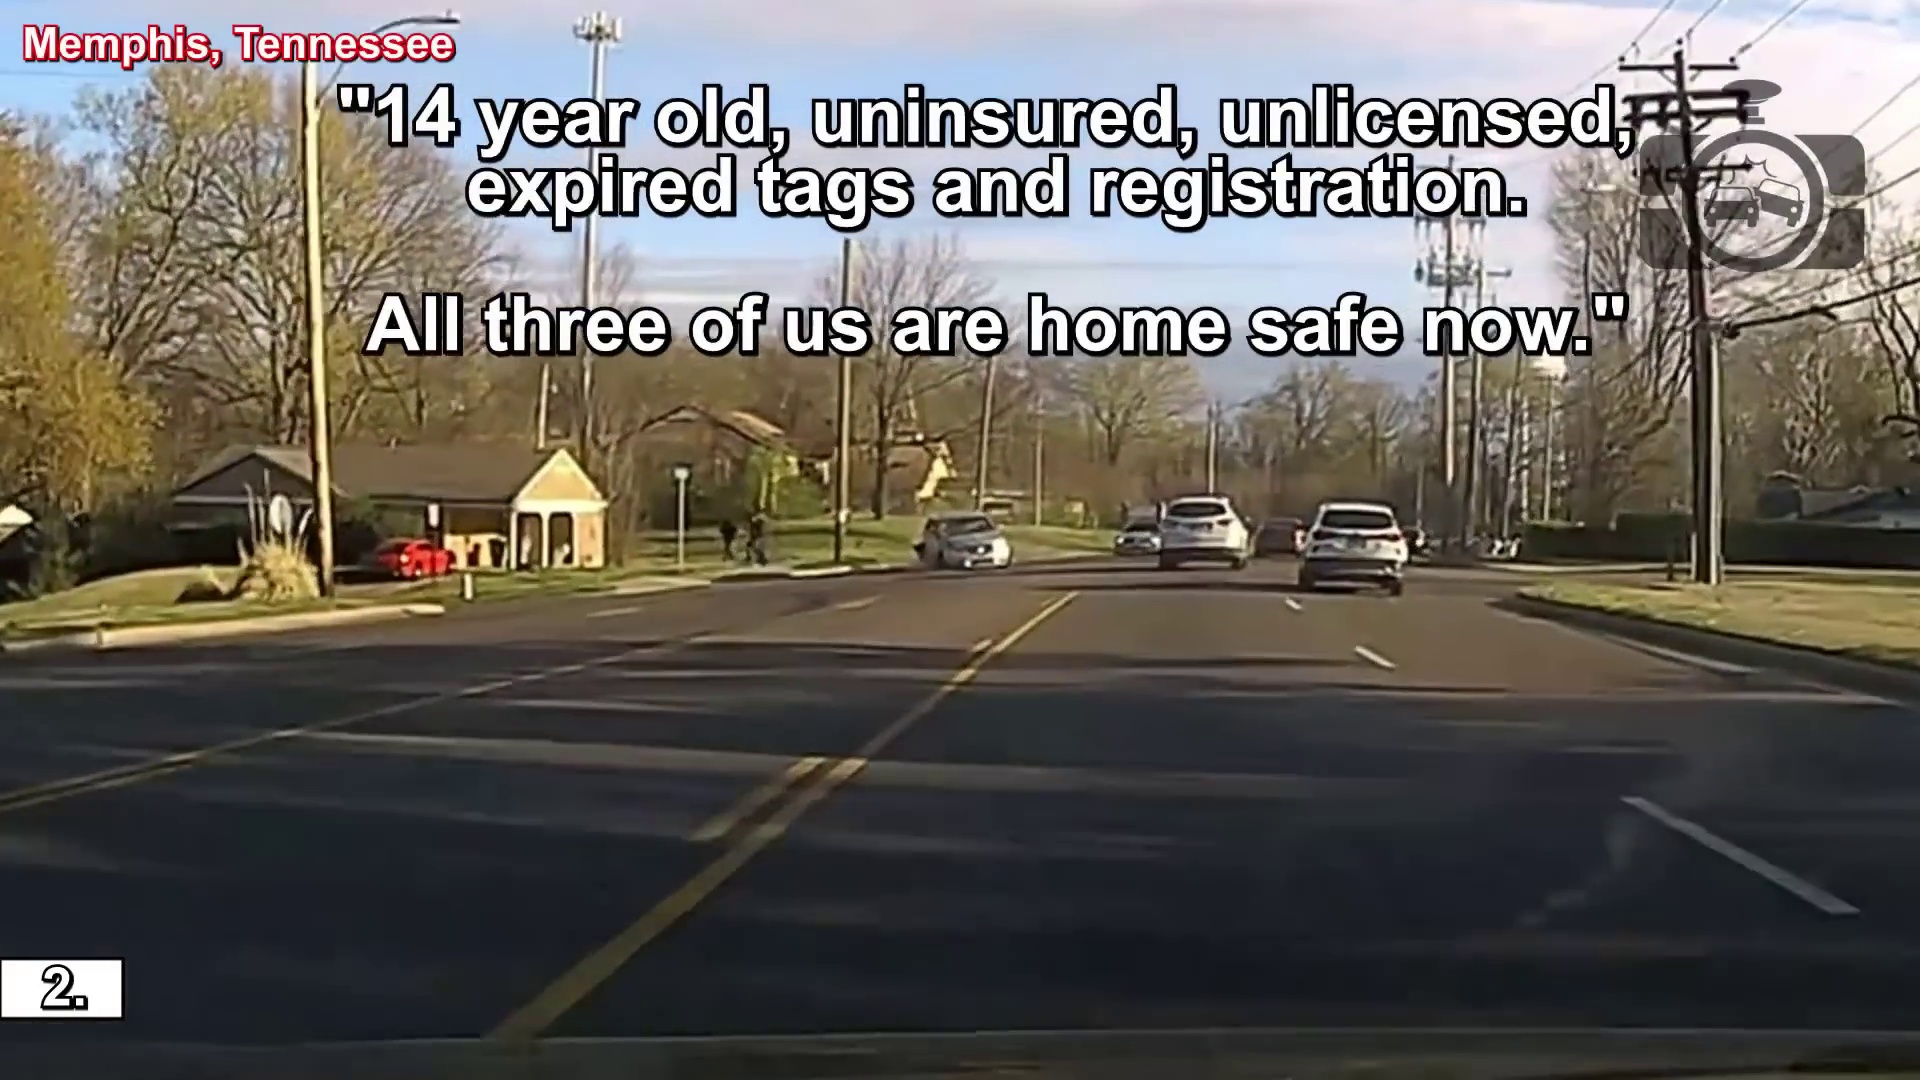 Memphis, Tennessee
"14 year old, uninsured, unlicensed,
expired tags and registration.
All three of us are home safe now."
2.